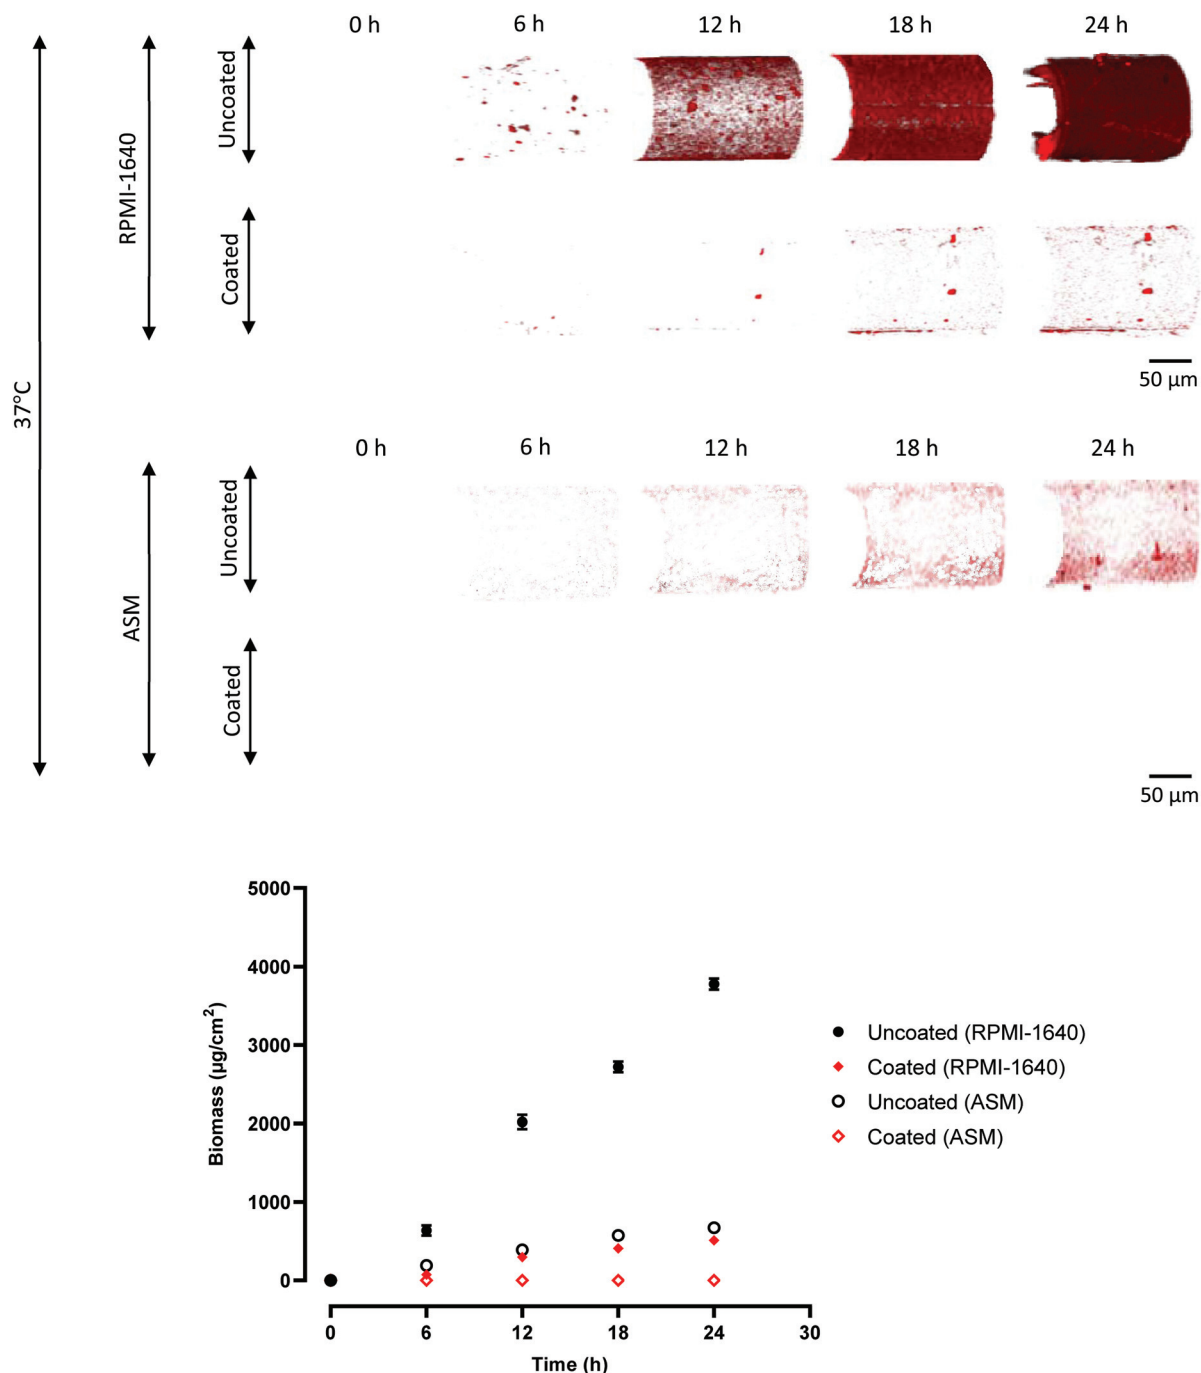 0 h 6 h 12 h 18 h 24 h
37°C
RPMI-1640
Uncoated
Coated
50 µm
0 h 6 h 12 h 18 h 24 h
ASM
Uncoated
Coated
50 µm
Biomass (µg/cm²)
5000
4000
3000
2000
1000
0
0 6 12 18 24 30
Time (h)
Uncoated (RPMI-1640)
Coated (RPMI-1640)
Uncoated (ASM)
Coated (ASM)